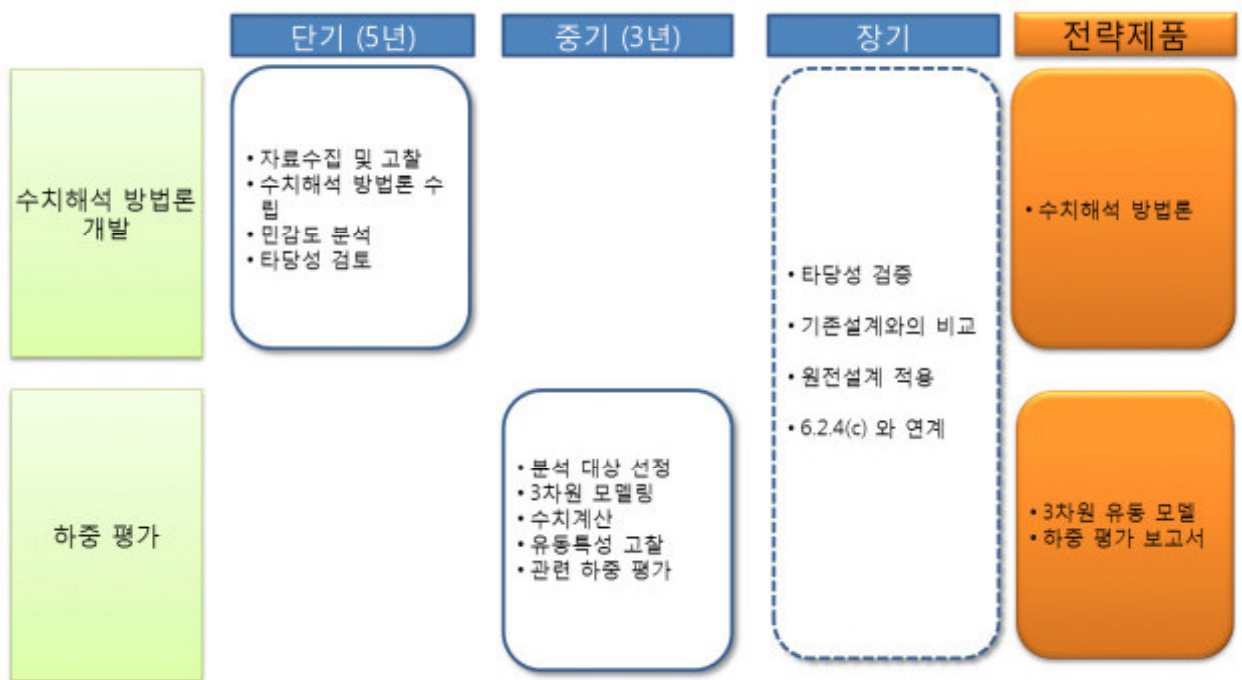 단기 (5년)
중기 (3년)
장기
전략제품
수치해석 방법론
개발
• 자료수집 및 고찰
• 수치해석 방법론 수
립
• 민감도 분석
• 타당성 검토
• 타당성 검증
• 기존설계와의 비교
• 원전설계 적용
• 6.2.4(c) 와 연계
• 수치해석 방법론
하중 평가
• 분석 대상 선정
• 3차원 모델링
• 수치계산
• 유동특성 고찰
• 관련 하중 평가
• 3차원 유동 모델
• 하중 평가 보고서